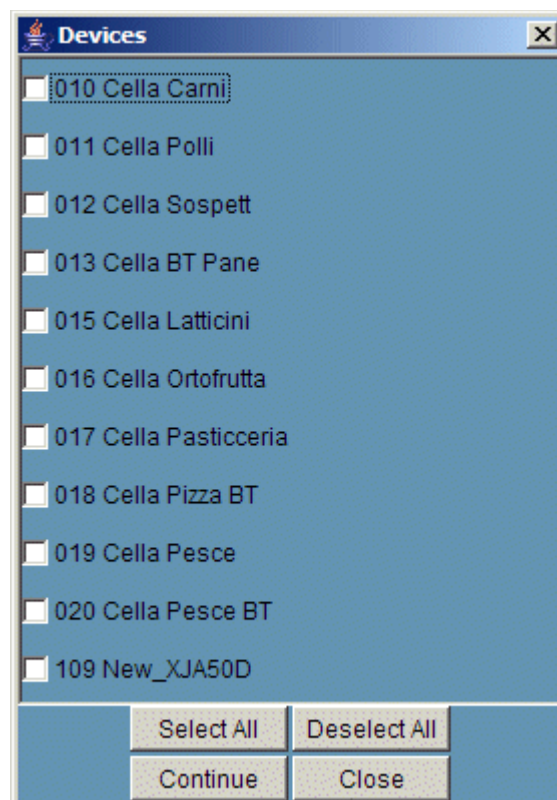 Devices
010 Cella Carni
011 Cella Polli
012 Cella Sospett
013 Cella BT Pane
015 Cella Latticini
016 Cella Ortofrutta
017 Cella Pasticceria
018 Cella Pizza BT
019 Cella Pesce
020 Cella Pesce BT
109 New_XJA50D
Select All Deselect All
Continue Close